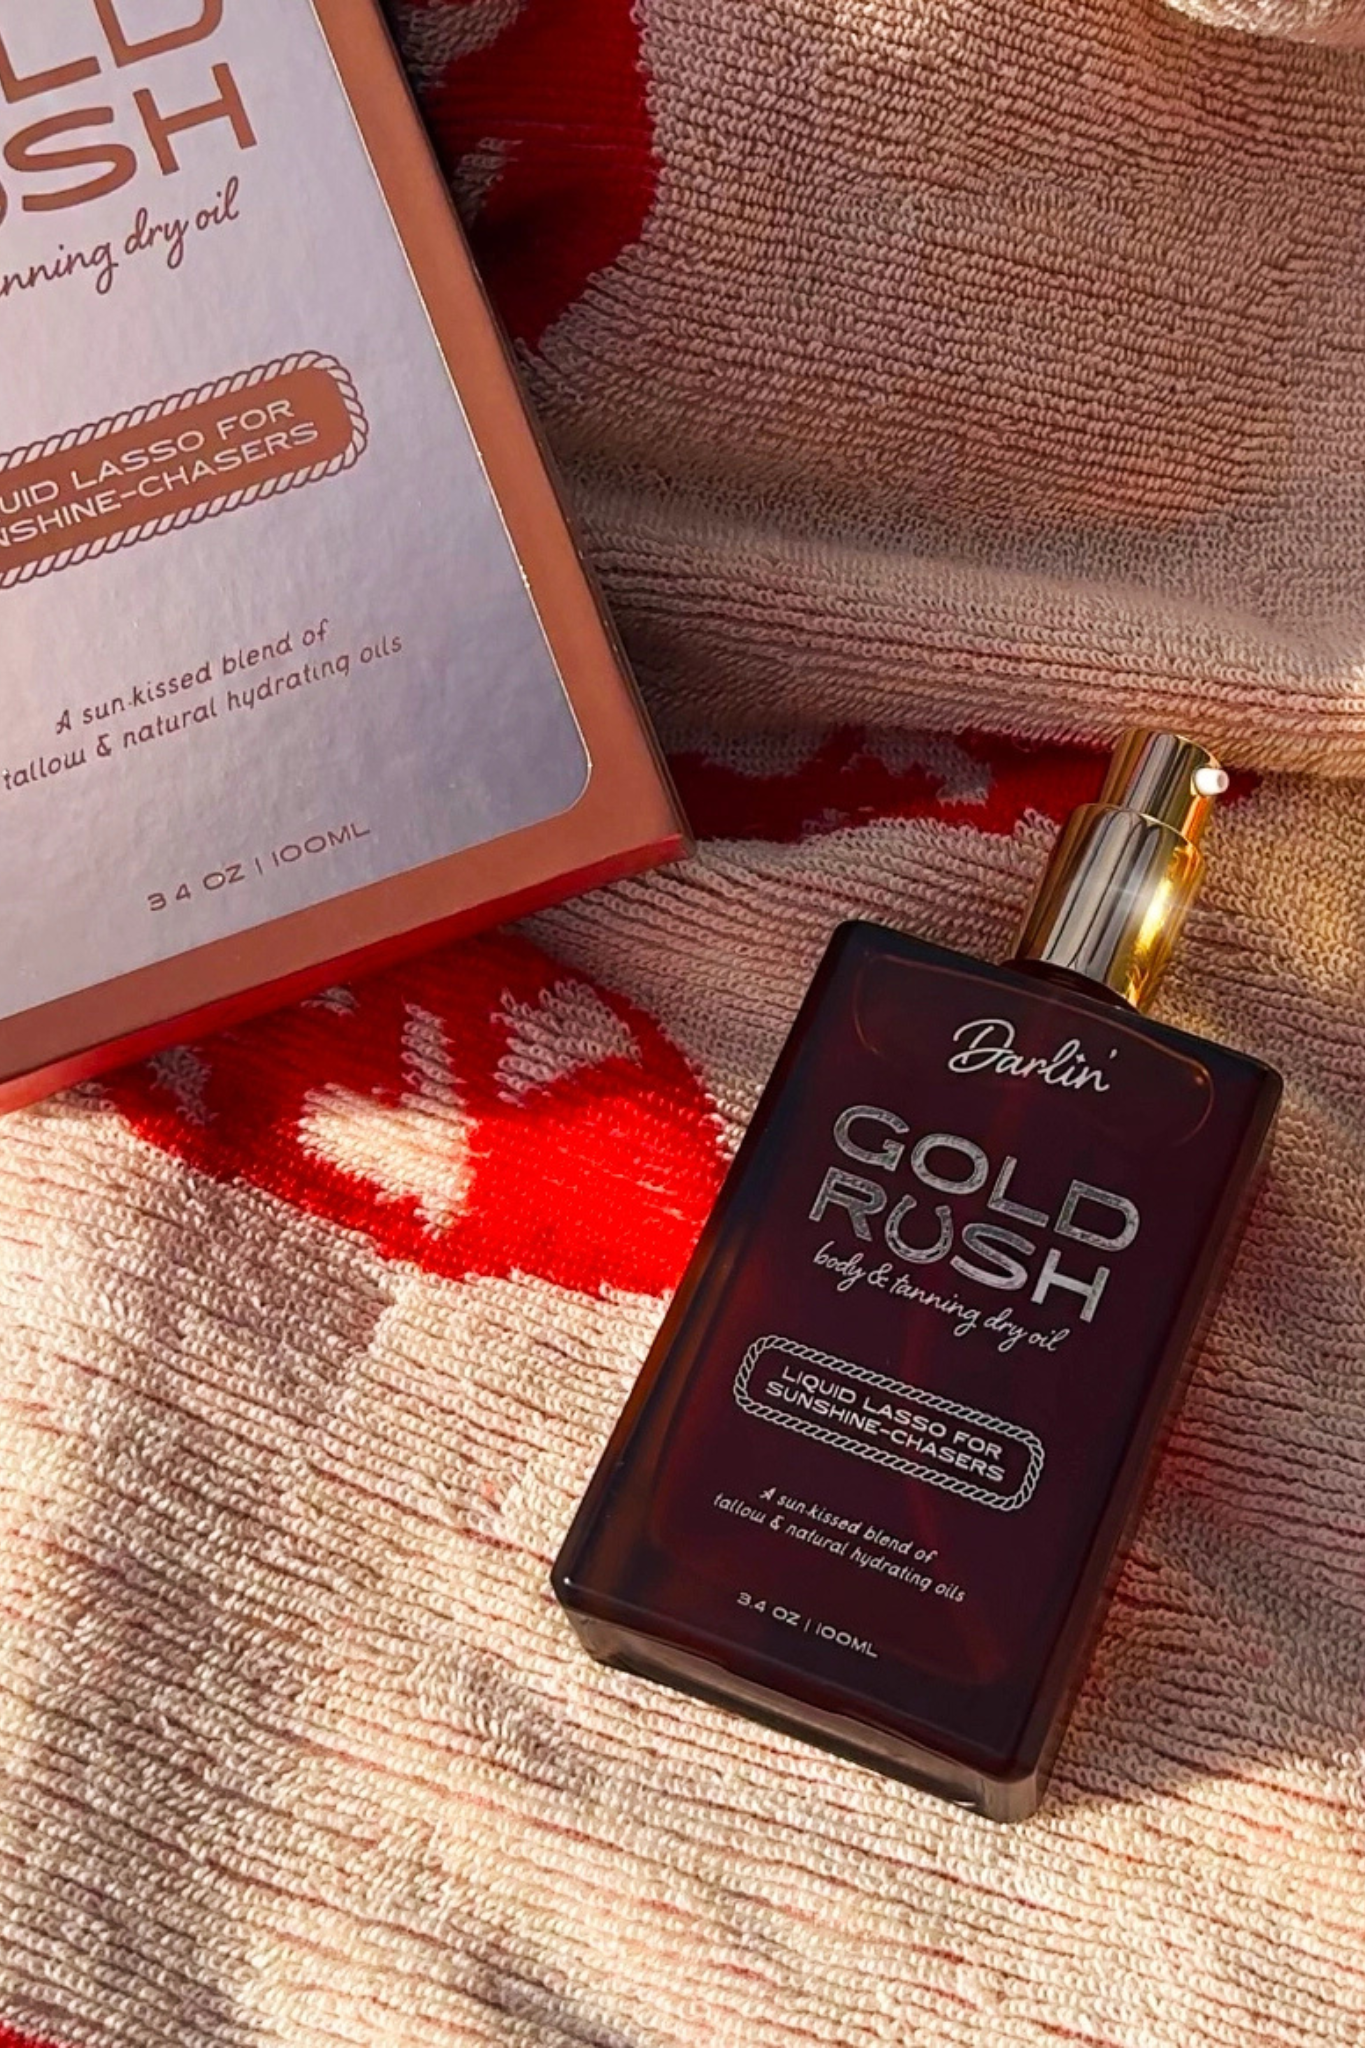 LD
USH
nning dry oil
UID LASSO FOR
NSHINE-CHASERS
A sun-kissed blend of
tallow & natural hydrating oils
3.4 OZ | 100ML
Darlin'
GOLD
RUSH
body & tanning dry oil
LIQUID LASSO FOR
SUNSHINE-CHASERS
A sun-kissed blend of
tallow & natural hydrating oils
3.4 OZ | 100ML